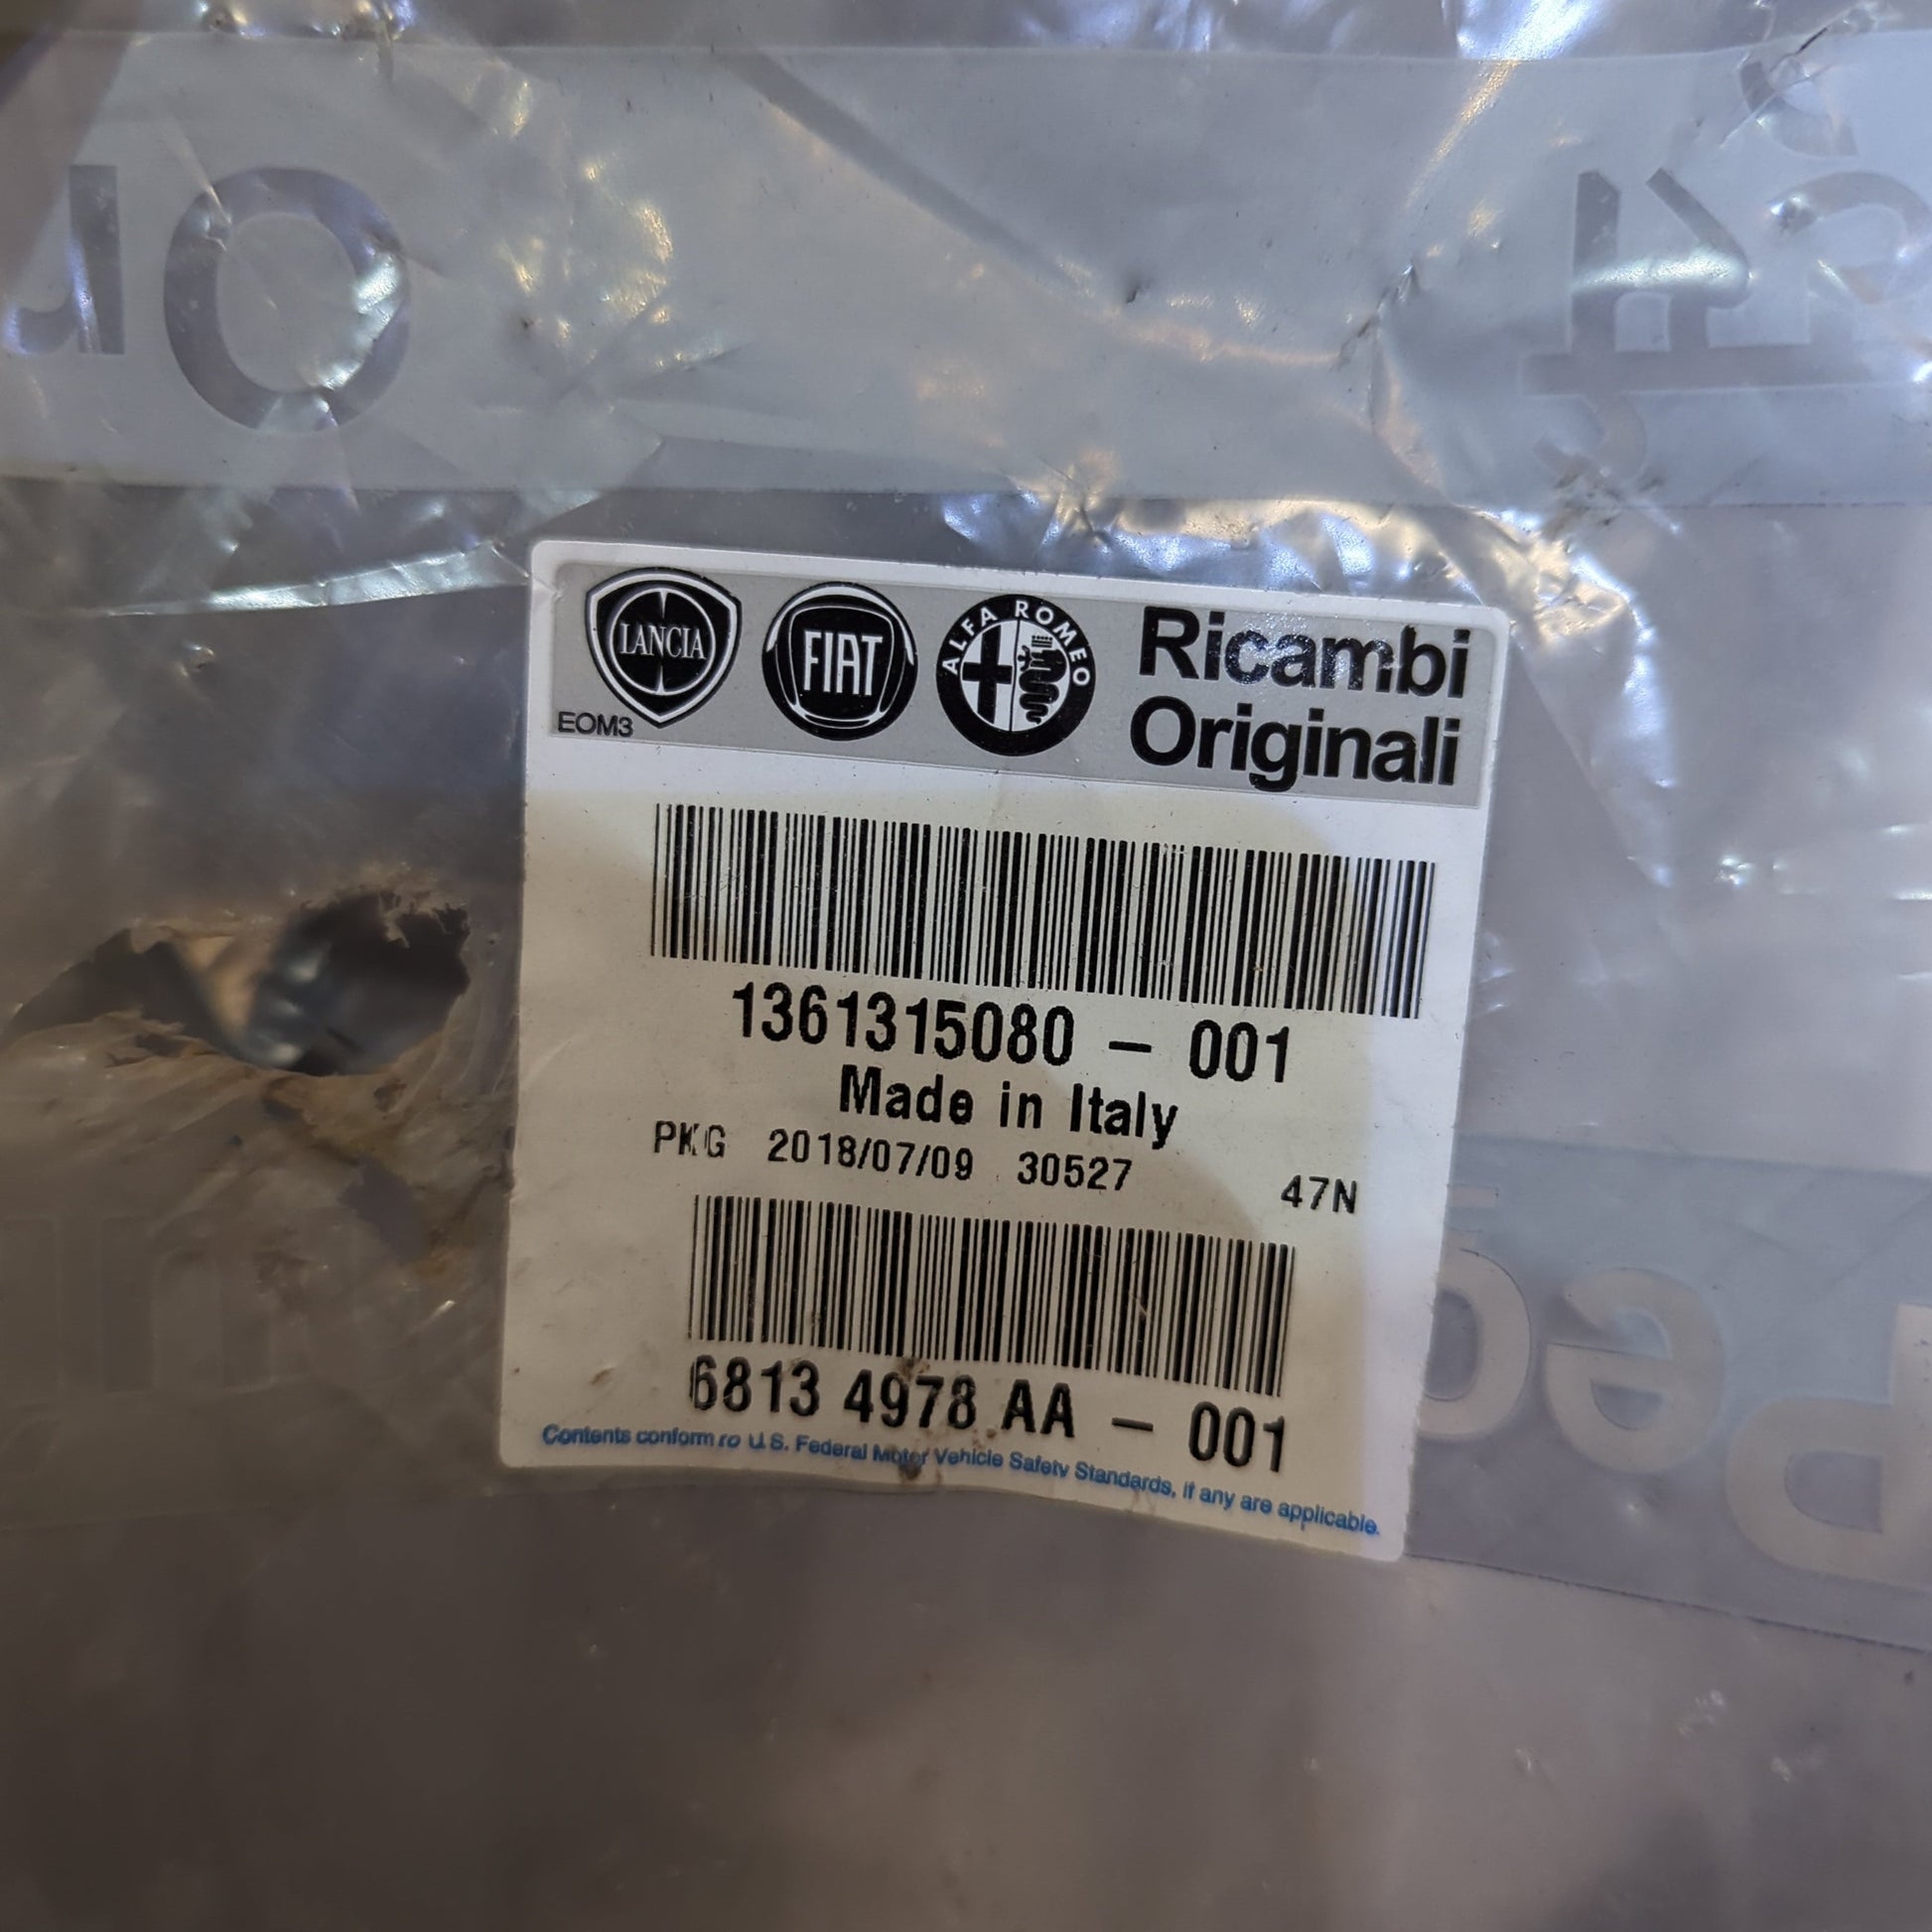 LANCIA
FIAT
ALFA ROMEO
Ricambi
Originali
EOM3
1361315080 – 001
Made in Italy
PKG 2018/07/09 30527 47N
6813 4978 AA – 001
Contents conform to U.S. Federal Motor Vehicle Safety Standards, if any are applicable.